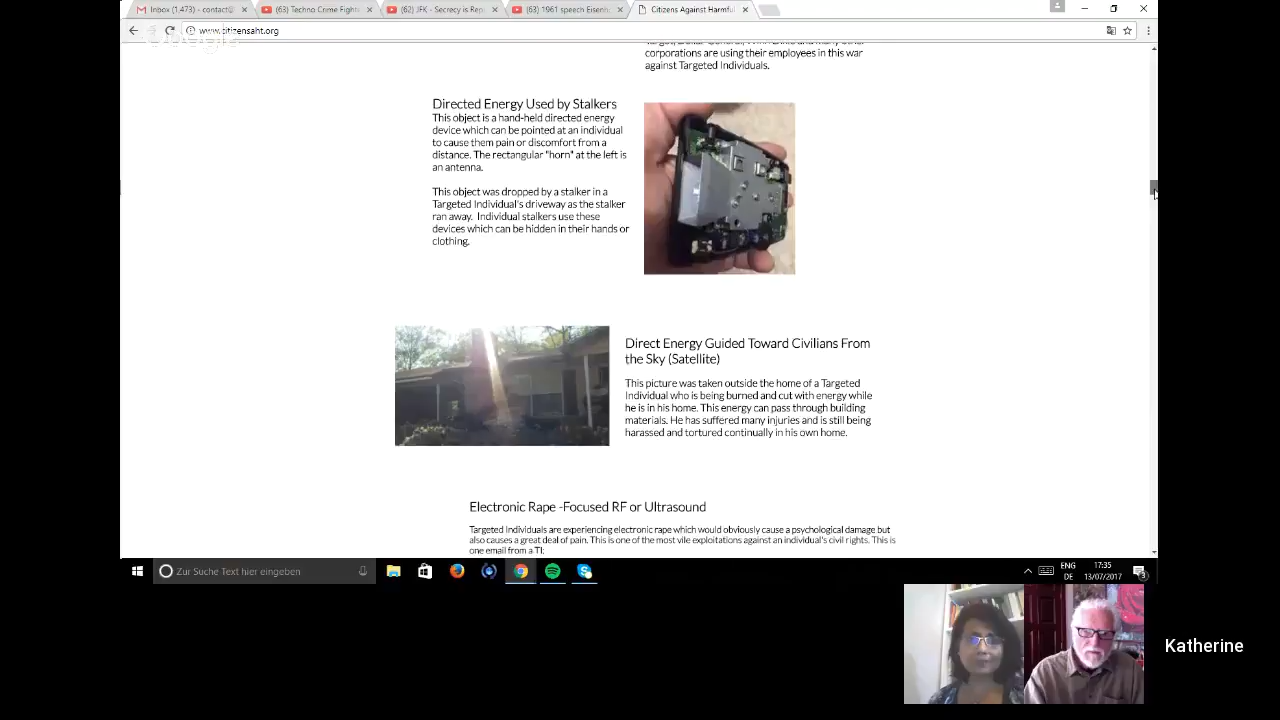 Inbox (1,473) - contact@
(63) Techno Crime Fight
(62) JFK - Secrecy is Rep
(63) 1961 speech Eisen
Citizens Against Harmful
www.citizensaht.org
corporations are using their employees in this war
against Targeted Individuals.
Directed Energy Used by Stalkers
This object is a hand-held directed energy
device which can be pointed at an individual
to cause them pain or discomfort from a
distance. The rectangular "horn" at the left is
an antenna.
This object was dropped by a stalker in a
Targeted Individual's driveway as the stalker
ran away. Individual stalkers use these
devices which can be hidden in their hands or
clothing.
Direct Energy Guided Toward Civilians From
the Sky (Satellite)
This picture was taken outside the home of a Targeted
Individual who is being burned and cut with energy while
he is in his home. This energy can pass through building
materials. He has suffered many injuries and is still being
harassed and tortured continually in his own home.
Electronic Rape -Focused RF or Ultrasound
Targeted Individuals are experiencing electronic rape which would obviously cause a psychological damage but
also causes a great deal of pain. This is one of the most vile exploitations against an individual's civil rights. This is
one email from a TI:
Zur Suche Text hier eingeben
ENG
DE
17:35
13/07/2017
3
Katherine